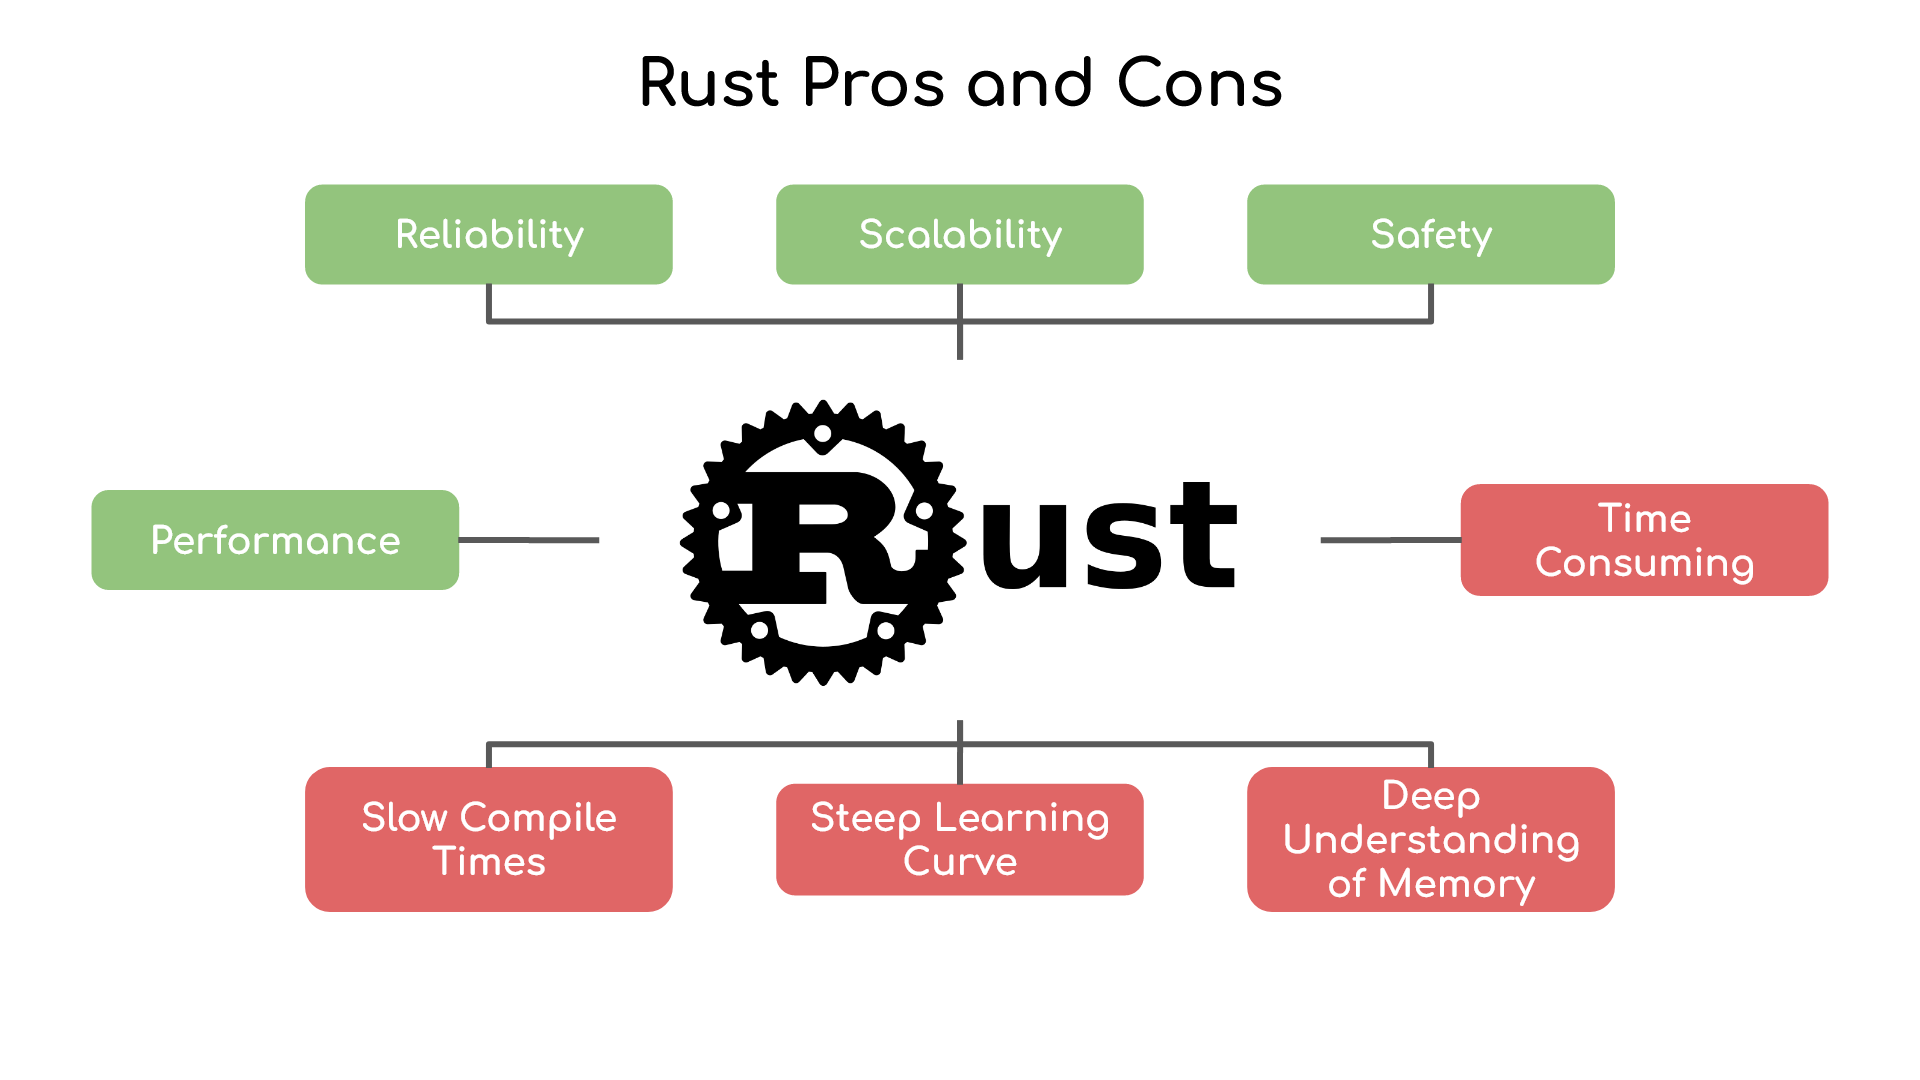 Rust Pros and Cons
Reliability
Scalability
Safety
Performance
Rust
Time
Consuming
Slow Compile
Times
Steep Learning
Curve
Deep
Understanding
of Memory